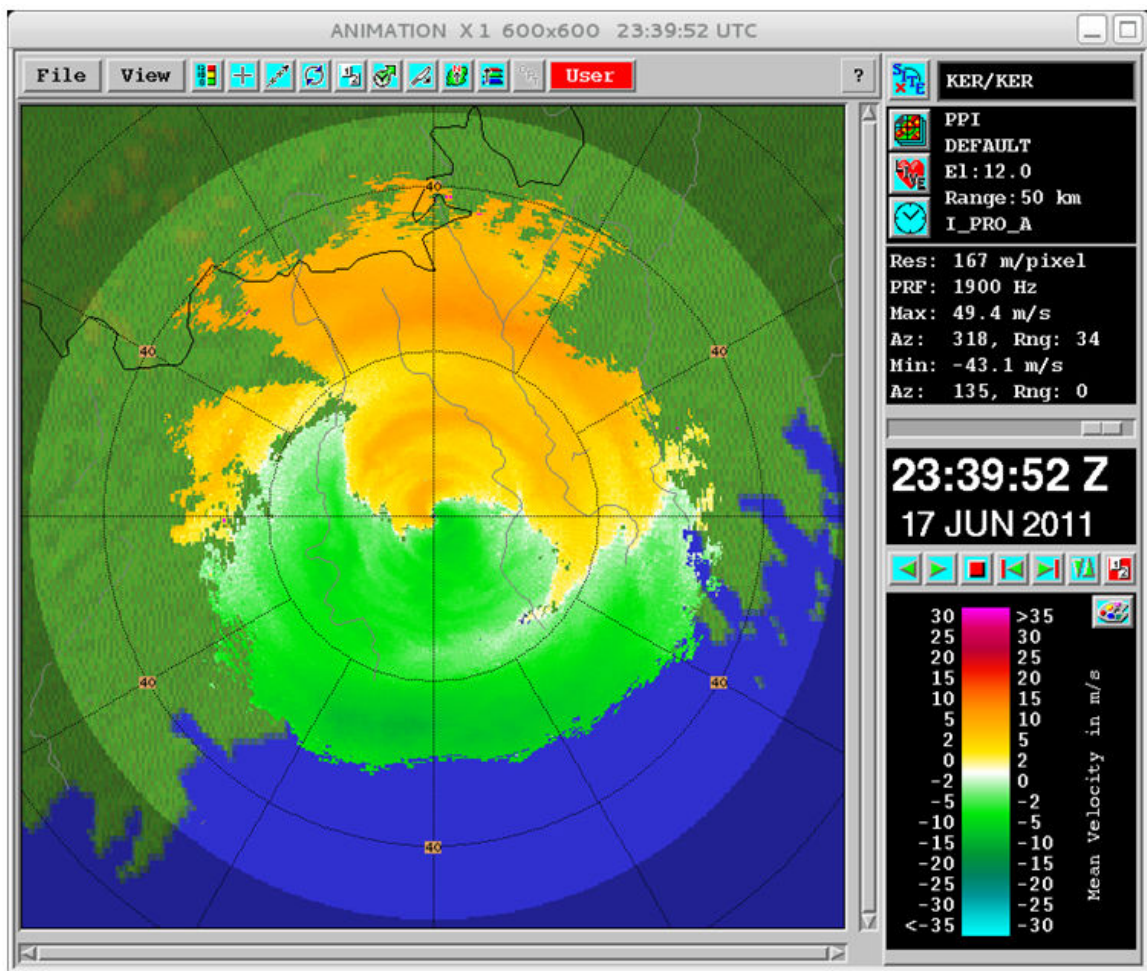 ANIMATION X 1 600x600 23:39:52 UTC
File View User ?
KER/KER
PPI
DEFAULT
El:12.0
Range:50 km
I_PRO_A
Res: 167 m/pixel
PRF: 1900 Hz
Max: 49.4 m/s
Az: 318, Rng: 34
Min: -43.1 m/s
Az: 135, Rng: 0
23:39:52 Z
17 JUN 2011
40
40
40
40
40
40
30 >35
25 30
20 25
15 20
10 15
5 10
2 5
0 2
-2 0
-5 -2
-10 -5
-15 -10
-20 -15
-25 -20
-30 -25
<-35 -30
Mean Velocity in m/s